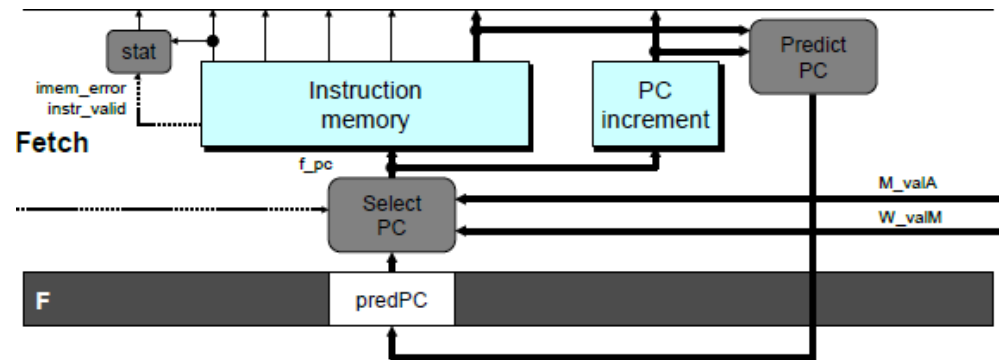 stat
Predict
PC
imem_error
instr_valid
Instruction
memory
PC
increment
Fetch
f_pc
Select
PC
M_valA
W_valM
F
predPC